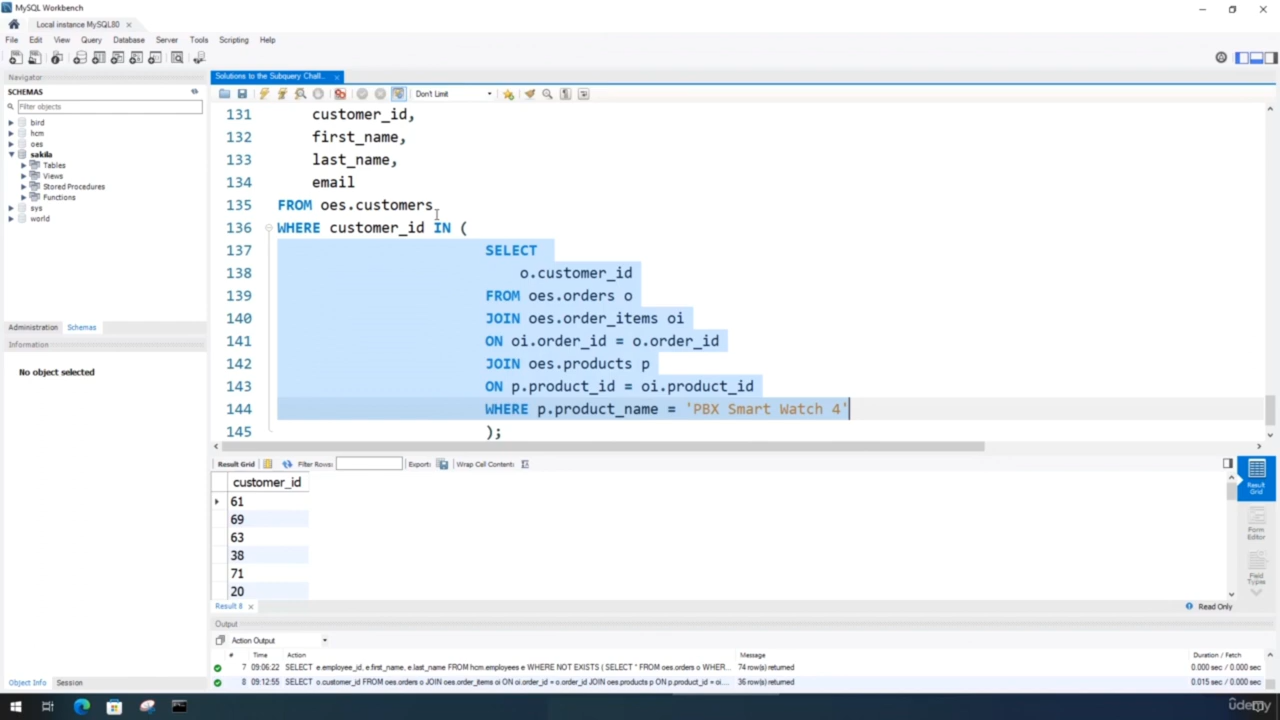 MySQL Workbench
Local instance MySQL80 ×
File Edit View Query Database Server Tools Scripting Help
Navigator
SCHEMAS
Filter objects
bird
hcm
oes
sakila
Tables
Views
Stored Procedures
Functions
sys
world
Administration Schemas
Information
No object selected
Object Info Session
Solutions to the Subquery Chall... ×
Don't Limit
131 customer_id,
132 first_name,
133 last_name,
134 email
135 FROM oes.customers
136 WHERE customer_id IN (
137 SELECT
138 o.customer_id
139 FROM oes.orders o
140 JOIN oes.order_items oi
141 ON oi.order_id = o.order_id
142 JOIN oes.products p
143 ON p.product_id = oi.product_id
144 WHERE p.product_name = 'PBX Smart Watch 4'
145 );
Result Grid Filter Rows: Export: Wrap Cell Content:
customer_id
61
69
63
38
71
20
Result Grid
Form Editor
Field Types
Result 8 × Read Only
Output
Action Output
# Time Action Message Duration / Fetch
7 09:06:22 SELECT e.employee_id, e.first_name, e.last_name FROM hcm.employees e WHERE NOT EXISTS ( SELECT * FROM oes.orders o WHER... 74 row(s) returned 0.000 sec / 0.000 sec
8 09:12:55 SELECT o.customer_id FROM oes.orders o JOIN oes.order_items oi ON oi.order_id = o.order_id JOIN oes.products p ON p.product_id = oi.... 36 row(s) returned 0.015 sec / 0.000 sec
udemy